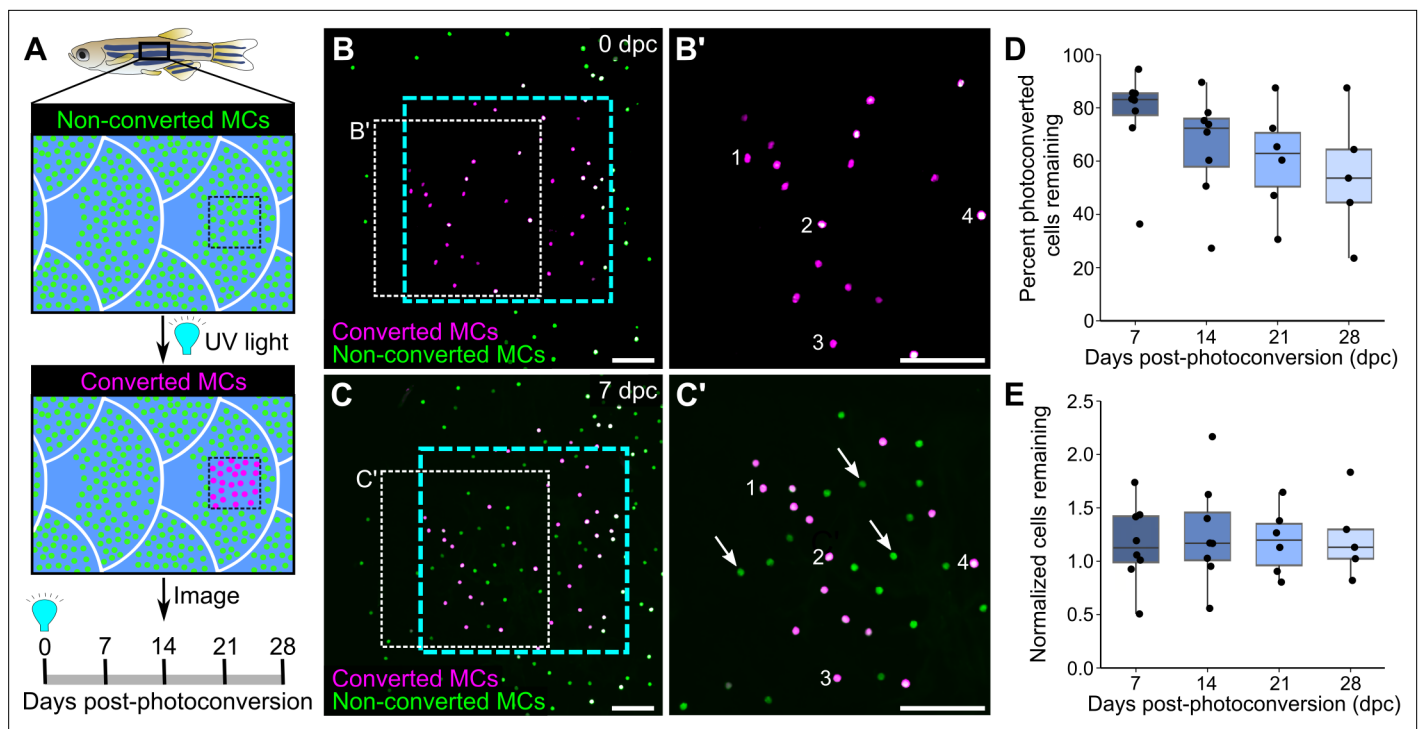 A
Non-converted MCs
UV light
Converted MCs
Image
0 7 14 21 28
Days post-photoconversion
B 0 dpc
B'
Converted MCs
Non-converted MCs
B'
1
2
3
4
C 7 dpc
C'
Converted MCs
Non-converted MCs
C'
1
2
3
4
D
Percent photoconverted
cells remaining
100
80
60
40
20
0
7 14 21 28
Days post-photoconversion (dpc)
E
Normalized cells remaining
2.5
2.0
1.5
1.0
0.5
0.0
7 14 21 28
Days post-photoconversion (dpc)